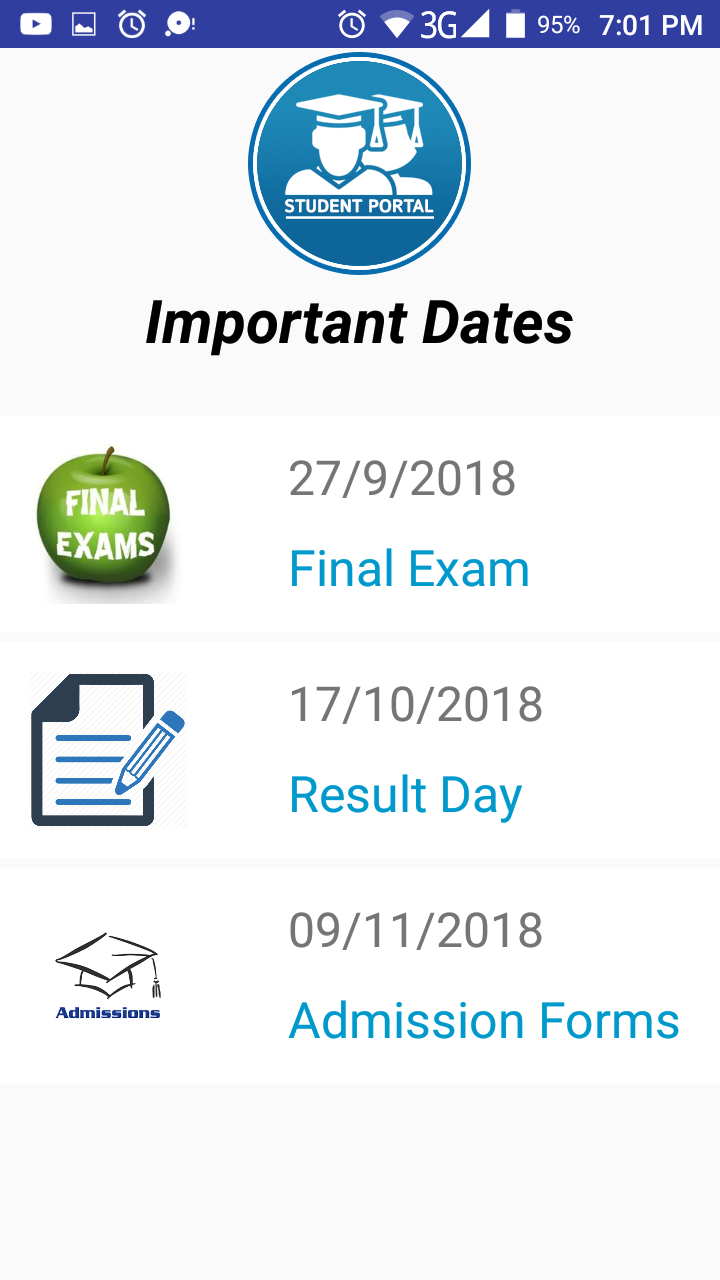 3G 95% 7:01 PM
STUDENT PORTAL
Important Dates
FINAL
EXAMS
27/9/2018
Final Exam
17/10/2018
Result Day
Admissions
09/11/2018
Admission Forms